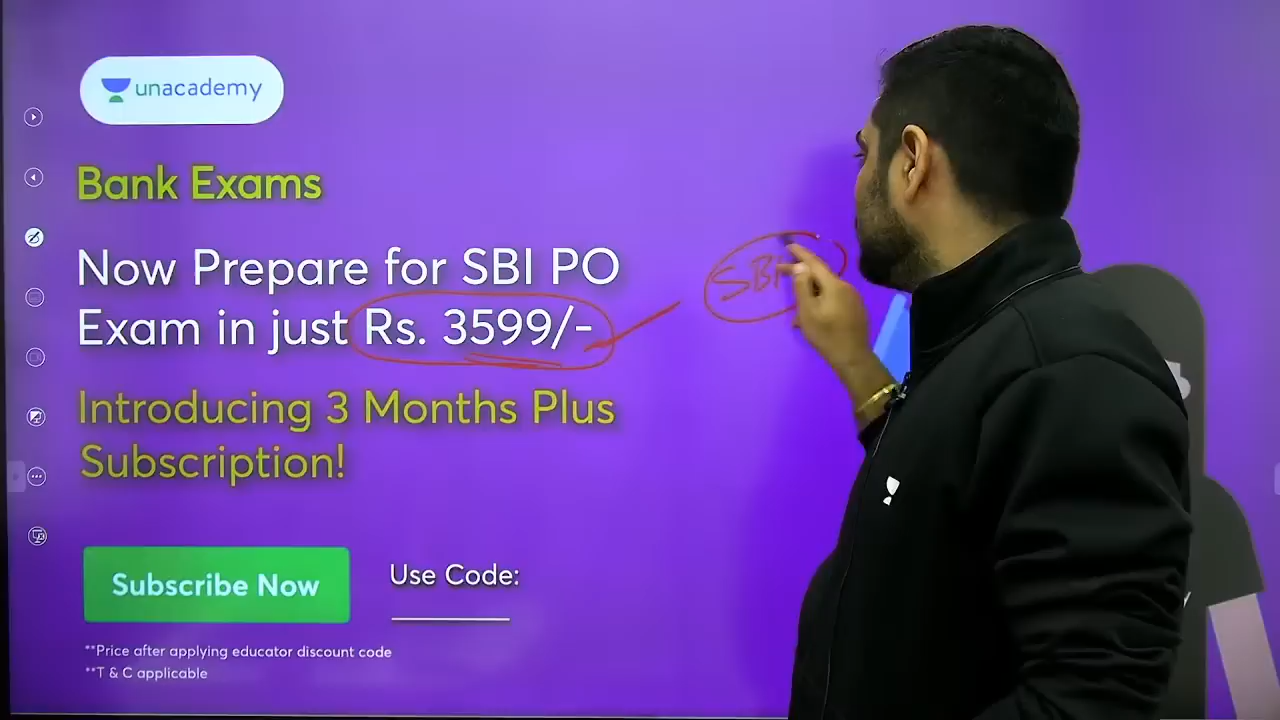 unacademy
Bank Exams
Now Prepare for SBI PO
Exam in just Rs. 3599/-
SBI
Introducing 3 Months Plus
Subscription!
Subscribe Now
Use Code:
**Price after applying educator discount code
**T & C applicable